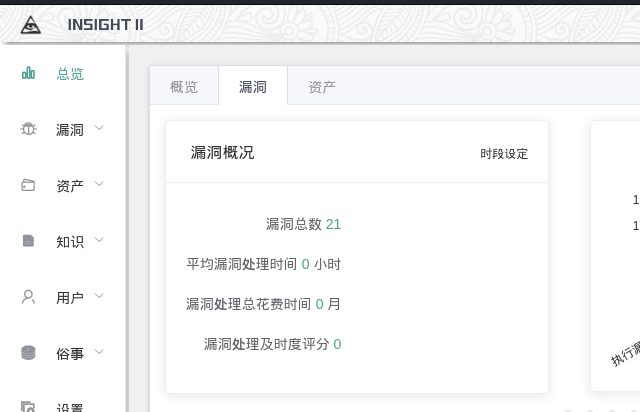 INSIGHT II
总览
漏洞
资产
知识
用户
俗事
设置
概览 漏洞 资产
漏洞概况 时段设定
漏洞总数 21
平均漏洞处理时间 0 小时
漏洞处理总花费时间 0 月
漏洞处理及时度评分 0
1
1
执行漏